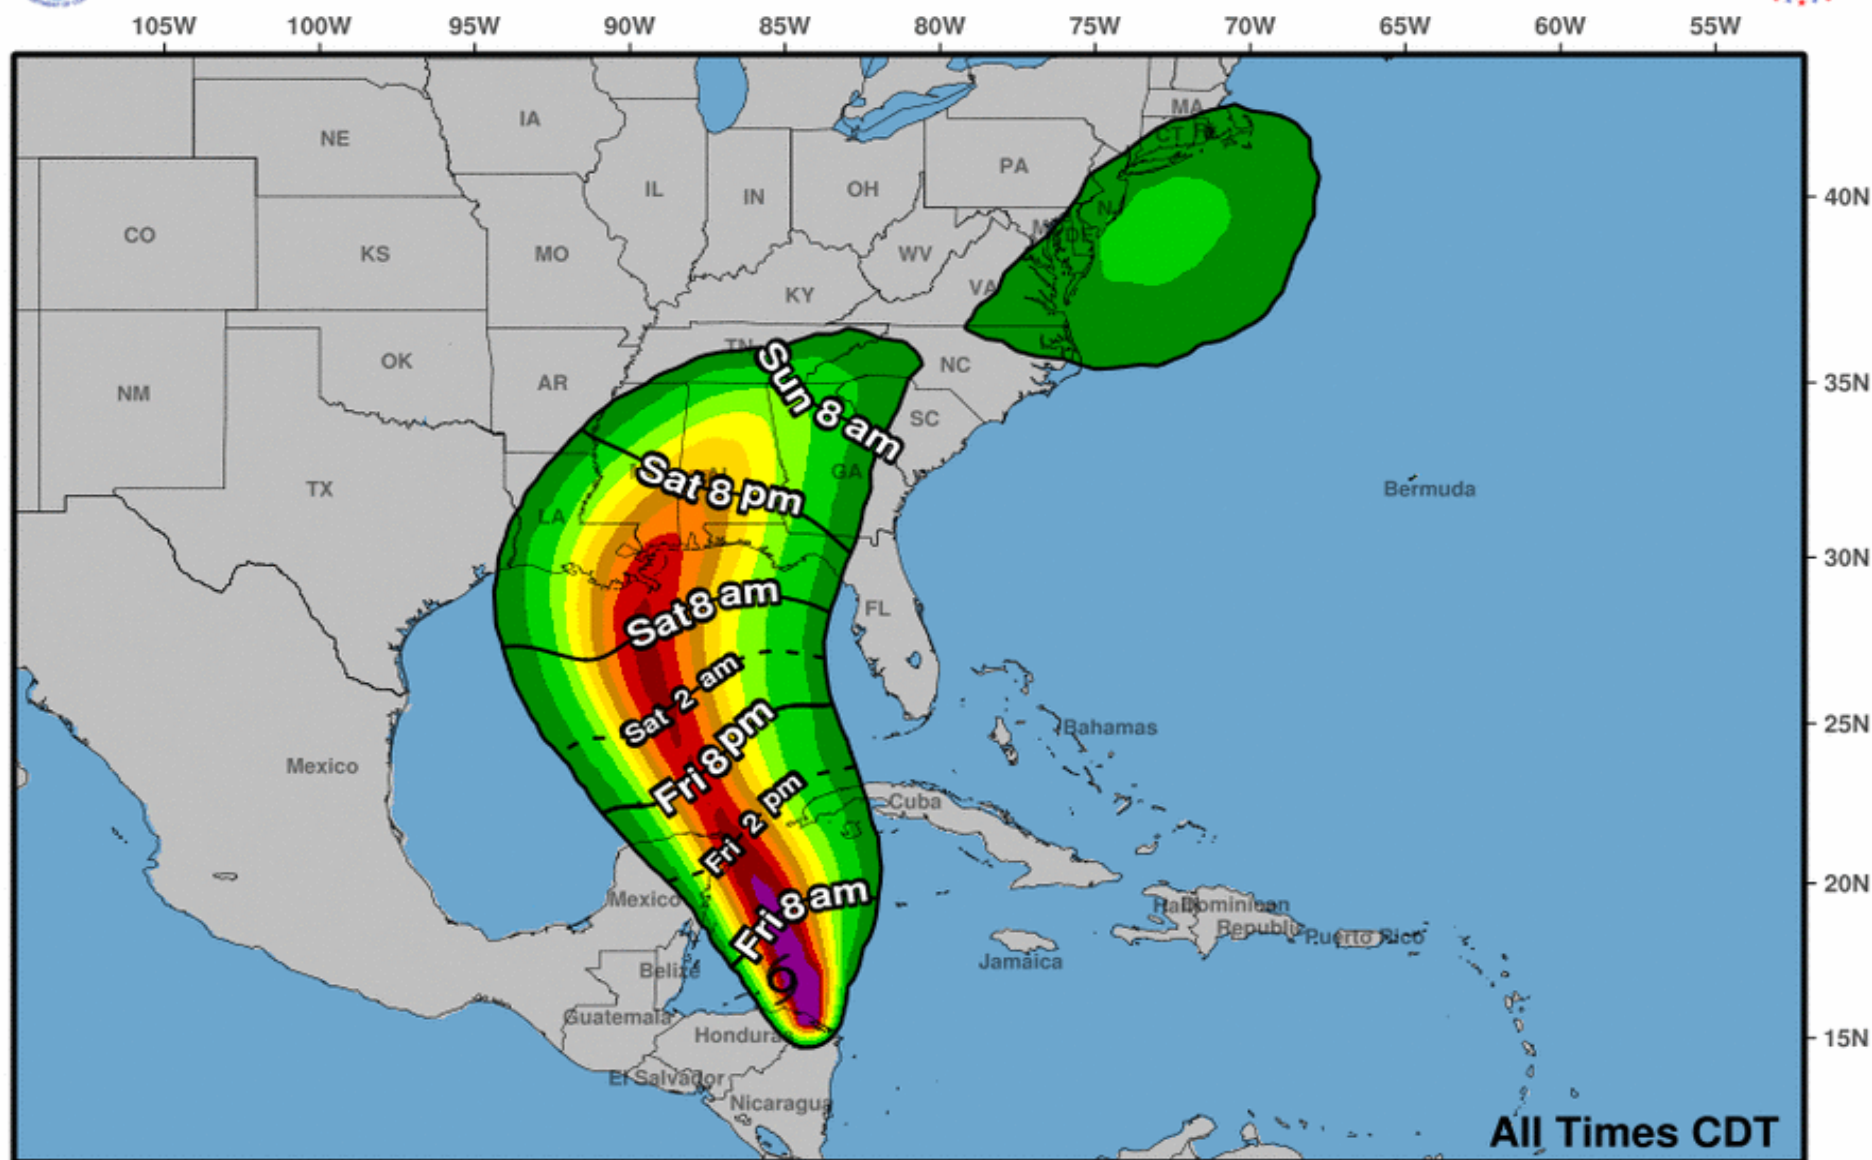 105W 100W 95W 90W 85W 80W 75W 70W 65W 60W 55W
MA
IA
CT
NE
PA
IL
IN
OH
40N
NJ
CO
DE
KS
MO
WV
VA
KY
TN
Sun 8 am
OK
NC
AR
35N
NM
SC
GA
Sat 8 pm
TX
Bermuda
LA
30N
Sat 8 am
FL
Sat 2 am
25N
Bahamas
Fri 8 pm
Mexico
Fri 2 pm
Cuba
20N
Mexico
Fri 8 am
Dominican
Republic
Puerto Rico
Jamaica
Belize
Guatemala
Honduras
15N
El Salvador
Nicaragua
All Times CDT